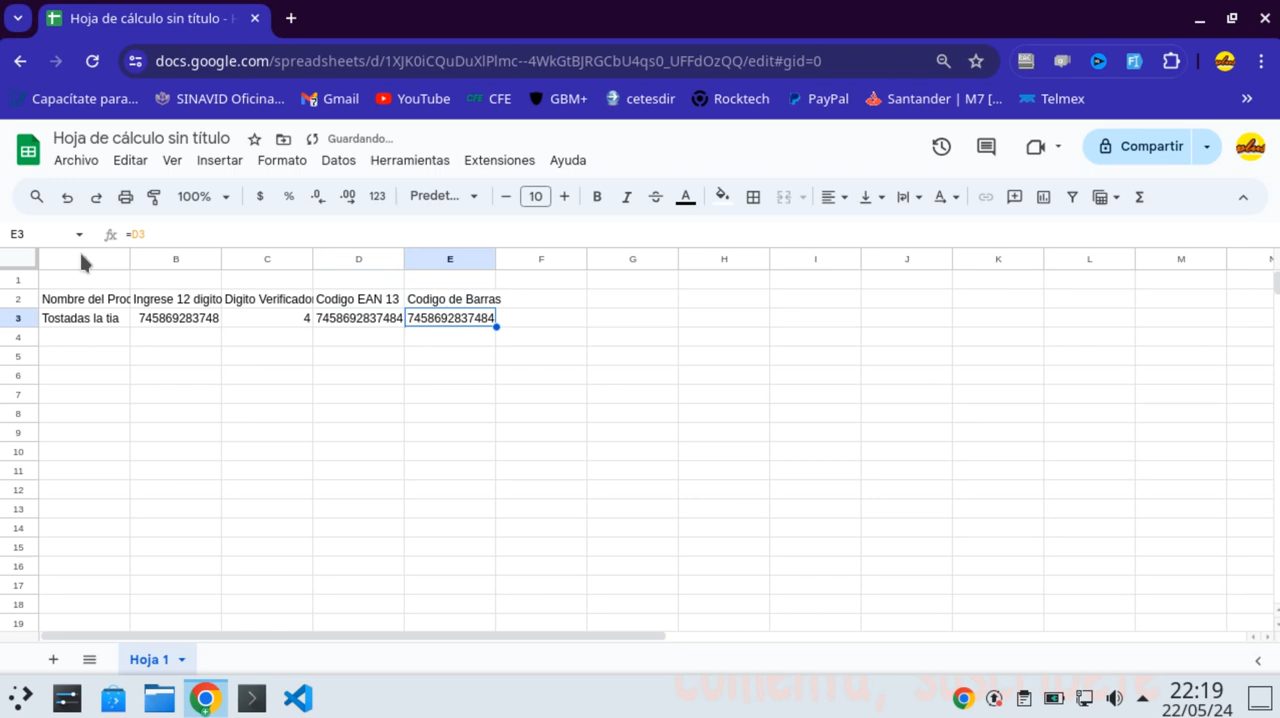 Hoja de cálculo sin título - H
docs.google.com/spreadsheets/d/1XJK0iCQuDuXlPlmc--4WkGtBJRGCbU4qs0_UFFdOzQQ/edit#gid=0
Capacítate para... SINAVID Oficina... Gmail YouTube CFE CFE GBM+ cetesdir Rocktech PayPal Santander | M7 [... Telmex
Hoja de cálculo sin título Guardando...
Archivo Editar Ver Insertar Formato Datos Herramientas Extensiones Ayuda
Compartir
100% $ % .0 .00 123 Predet... 10 B I S A
E3 fx =D3
B C D E F G H I J K L M N
1
2 Nombre del Proc Ingrese 12 digito Digito Verificador Codigo EAN 13 Codigo de Barras
3 Tostadas la tia 745869283748 4 7458692837484 7458692837484
4
5
6
7
8
9
10
11
12
13
14
15
16
17
18
19
Hoja 1
comenta, suscribete
22:19
22/05/24